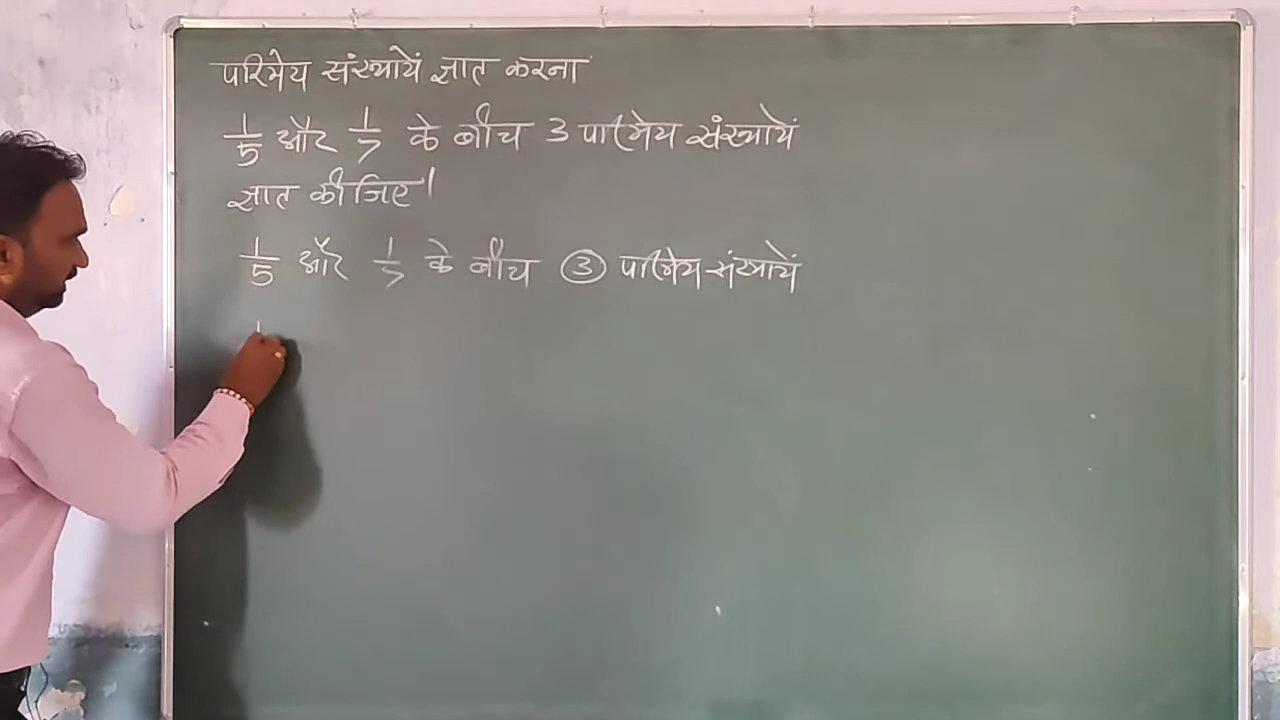 परिमेय संख्यायें ज्ञात करना
1/5 और 1/7 के बीच 3 परिमेय संख्यायें
ज्ञात कीजिए।
1/5 और 1/7 के बीच ③ परिमेय संख्यायें